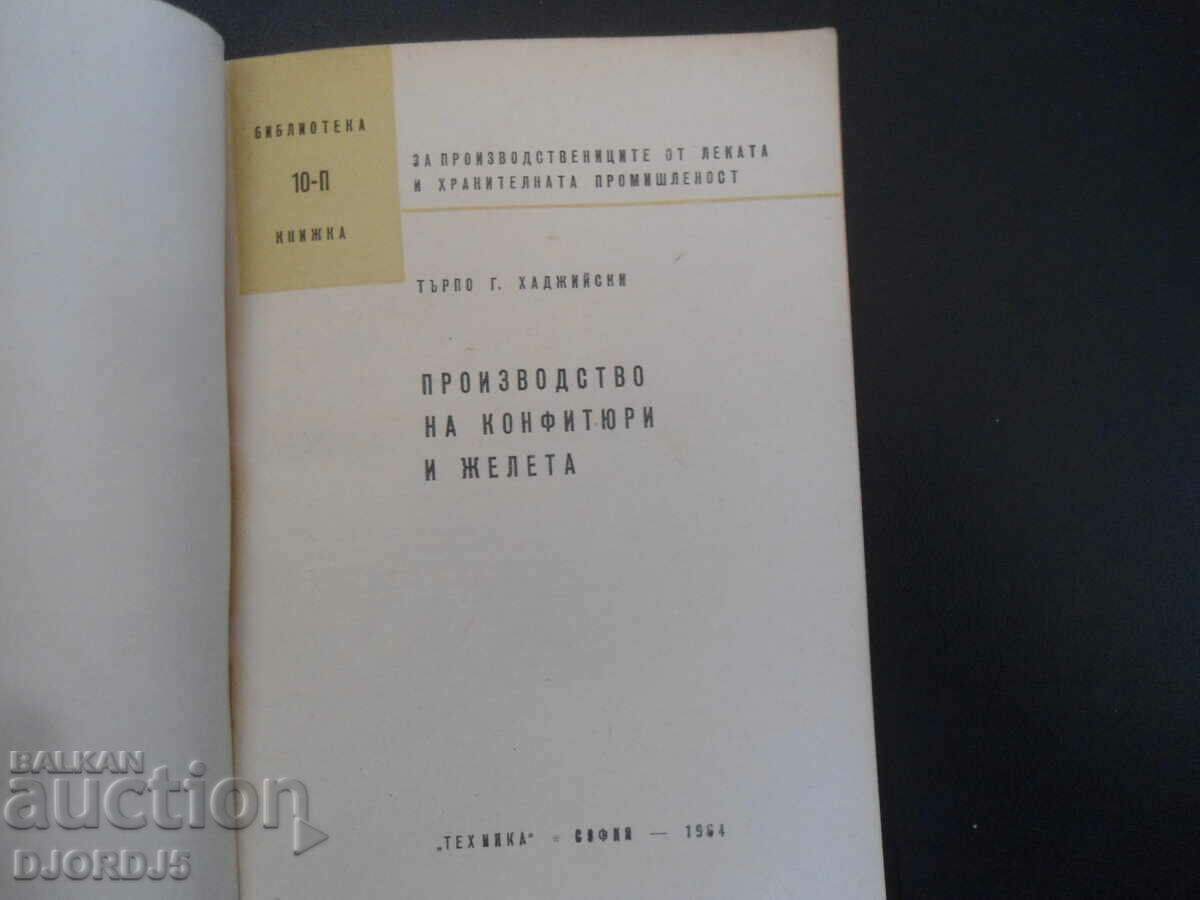 БИБЛИОТЕКА
10-П
КНИЖКА
ЗА ПРОИЗВОДСТВЕНИЦИТЕ ОТ ЛЕКАТА
И ХРАНИТЕЛНАТА ПРОМИШЛЕНОСТ
ТЪРПО Г. ХАДЖИЙСКИ
ПРОИЗВОДСТВО
НА КОНФИТЮРИ
И ЖЕЛЕТА
„ТЕХНИКА“ * СОФИЯ — 1964
BALKAN
auction
DJORDJ5